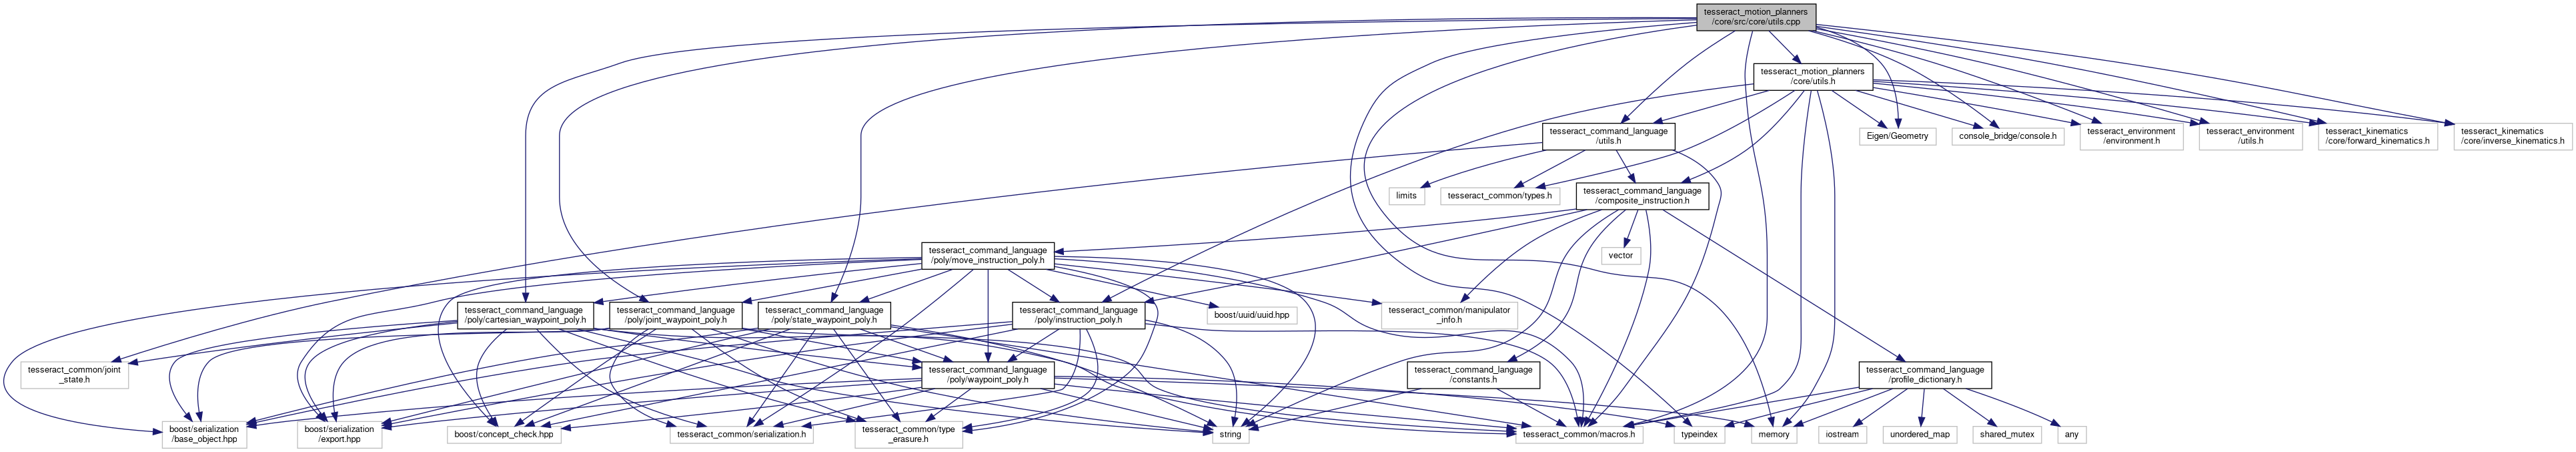 tesseract_motion_planners
/core/src/core/utils.cpp
tesseract_motion_planners
/core/utils.h
tesseract_command_language
/utils.h
Eigen/Geometry
console_bridge/console.h
tesseract_environment
/environment.h
tesseract_environment
/utils.h
tesseract_kinematics
/core/forward_kinematics.h
tesseract_kinematics
/core/inverse_kinematics.h
limits
tesseract_common/types.h
tesseract_command_language
/composite_instruction.h
tesseract_command_language
/poly/move_instruction_poly.h
vector
tesseract_command_language
/poly/cartesian_waypoint_poly.h
tesseract_command_language
/poly/joint_waypoint_poly.h
tesseract_command_language
/poly/state_waypoint_poly.h
tesseract_command_language
/poly/instruction_poly.h
boost/uuid/uuid.hpp
tesseract_common/manipulator
_info.h
tesseract_common/joint
_state.h
tesseract_command_language
/poly/waypoint_poly.h
tesseract_command_language
/constants.h
tesseract_command_language
/profile_dictionary.h
boost/serialization
/base_object.hpp
boost/serialization
/export.hpp
boost/concept_check.hpp
tesseract_common/serialization.h
tesseract_common/type
_erasure.h
string
tesseract_common/macros.h
typeindex
memory
iostream
unordered_map
shared_mutex
any